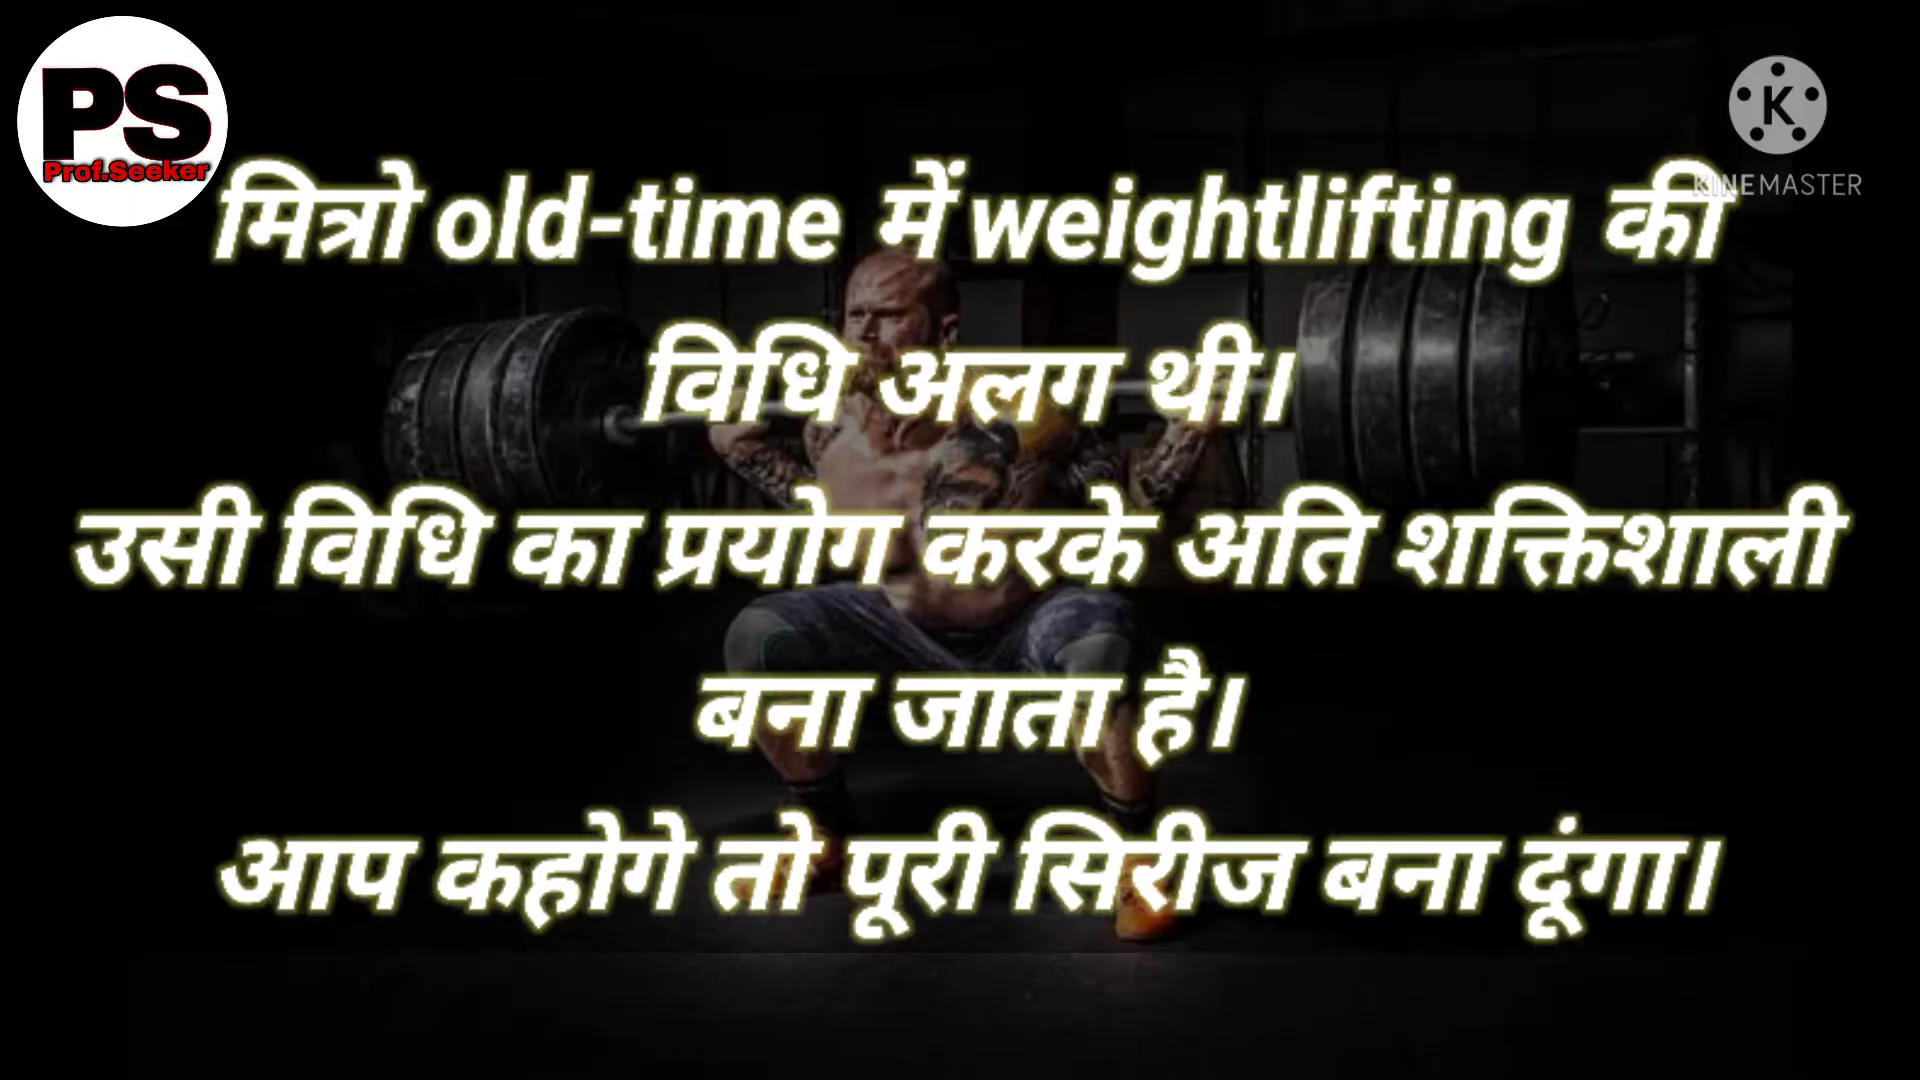 PS
Prof.Seeker
KINEMASTER
मित्रो old-time में weightlifting की
विधि अलग थी।
उसी विधि का प्रयोग करके अति शक्तिशाली
बना जाता है।
आप कहोगे तो पूरी सिरीज बना दूंगा।